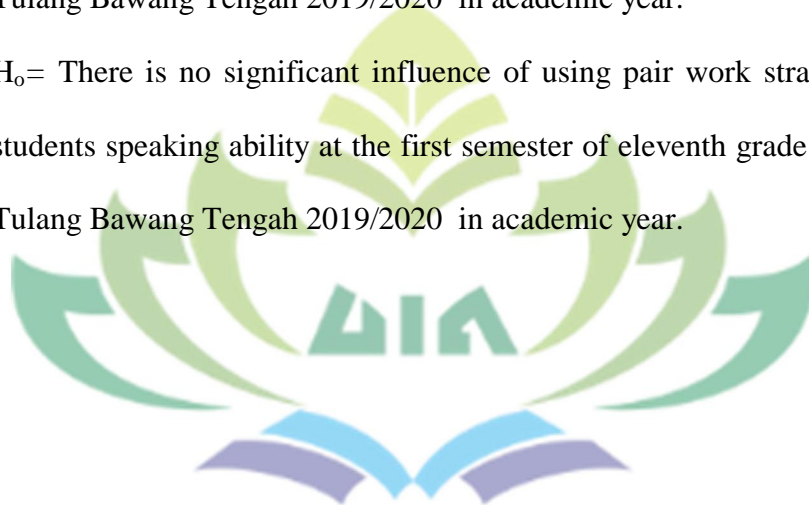 Tulang Bawang Tengah 2019/2020 in academic year.
Ho= There is no significant influence of using pair work
students speaking ability at the first semester of eleventh grade
Tulang Bawang Tengah 2019/2020 in academic year.
UIN